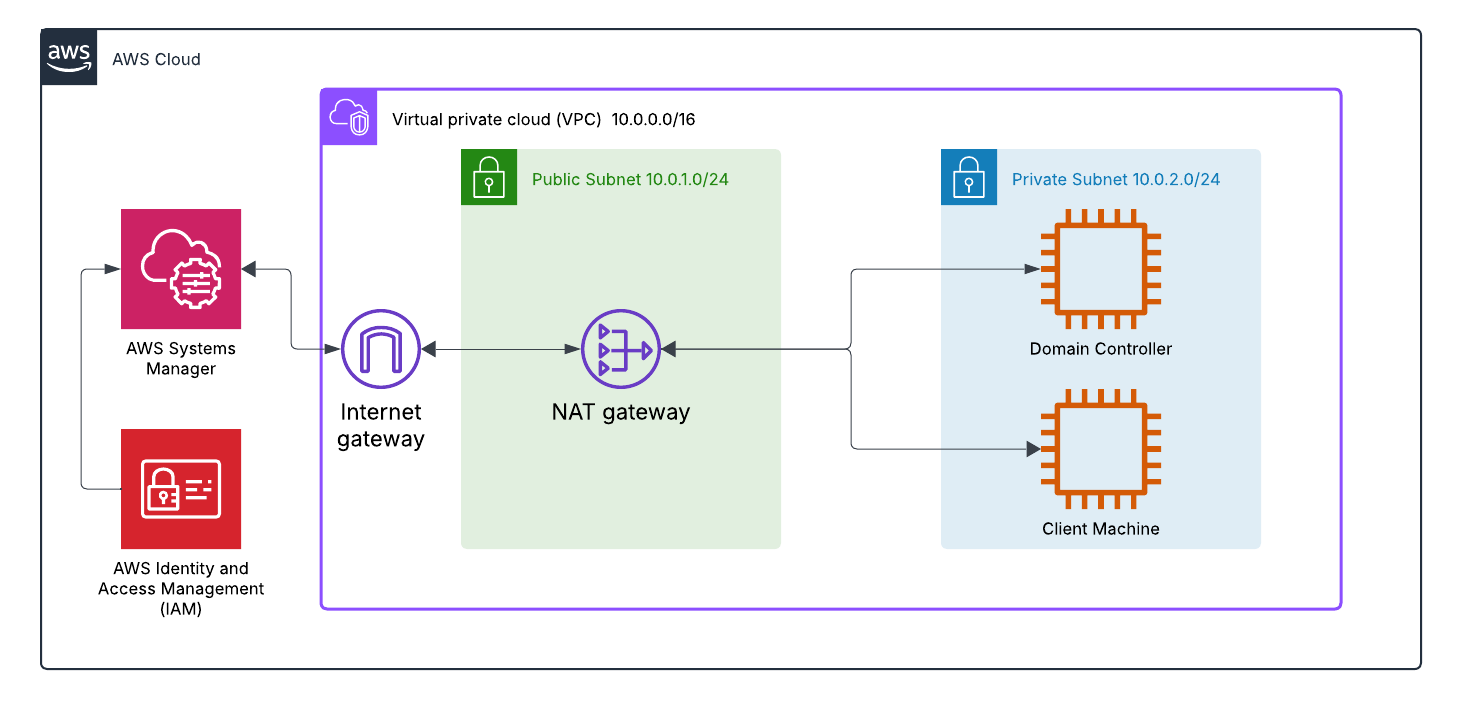 aws
AWS Cloud
Virtual private cloud (VPC)  10.0.0.0/16
Public Subnet 10.0.1.0/24
Private Subnet 10.0.2.0/24
AWS Systems
Manager
Internet
gateway
NAT gateway
Domain Controller
Client Machine
AWS Identity and
Access Management
(IAM)